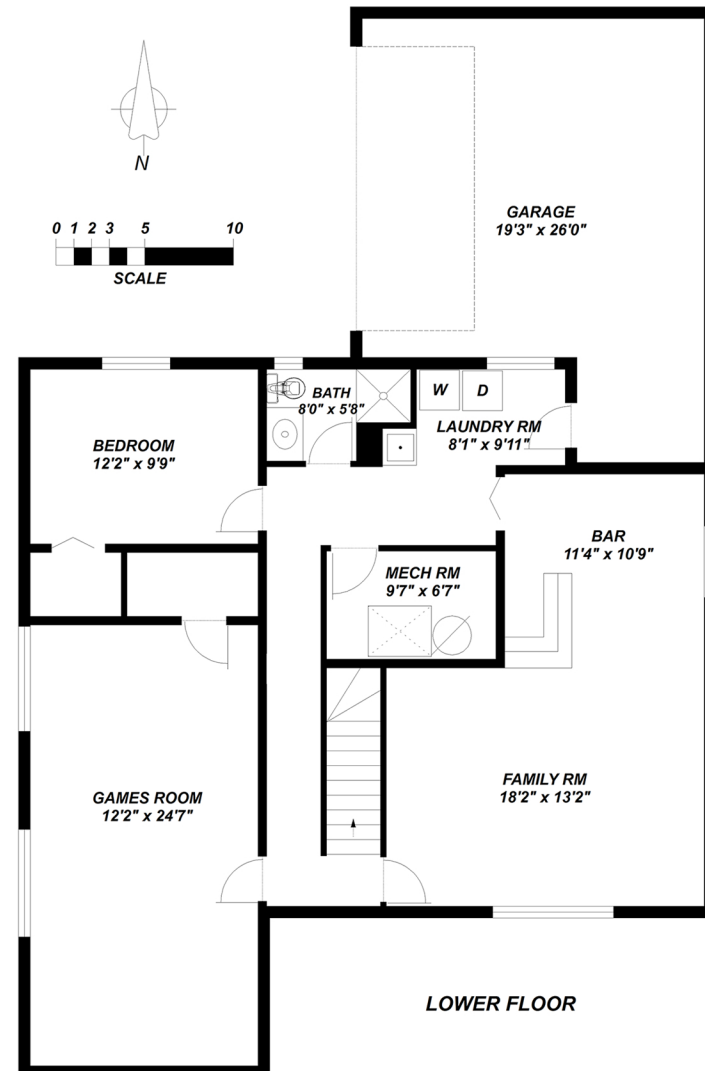 N
0 1 2 3 5 10
SCALE
GARAGE
19'3" x 26'0"
BATH
8'0" x 5'8"
W
D
LAUNDRY RM
8'1" x 9'11"
BEDROOM
12'2" x 9'9"
BAR
11'4" x 10'9"
MECH RM
9'7" x 6'7"
FAMILY RM
18'2" x 13'2"
GAMES ROOM
12'2" x 24'7"
LOWER FLOOR